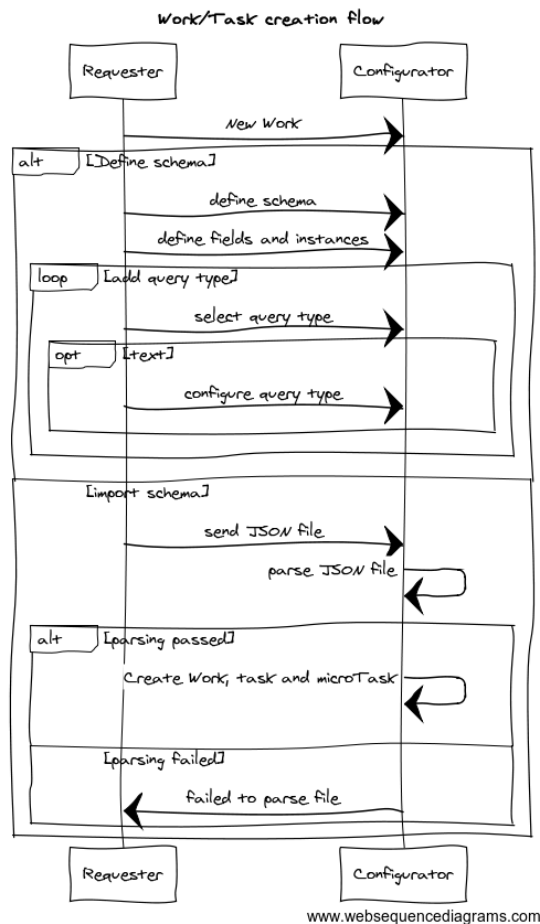 Work/Task creation flow
Requester Configurator
New Work
alt [Define schema]
define schema
define fields and instances
loop [add query type]
select query type
opt [text]
configure query type
[import schema]
send JSON file
parse JSON file
alt [parsing passed]
Create Work, task and microTask
[parsing failed]
failed to parse file
Requester Configurator
www.websequencediagrams.com